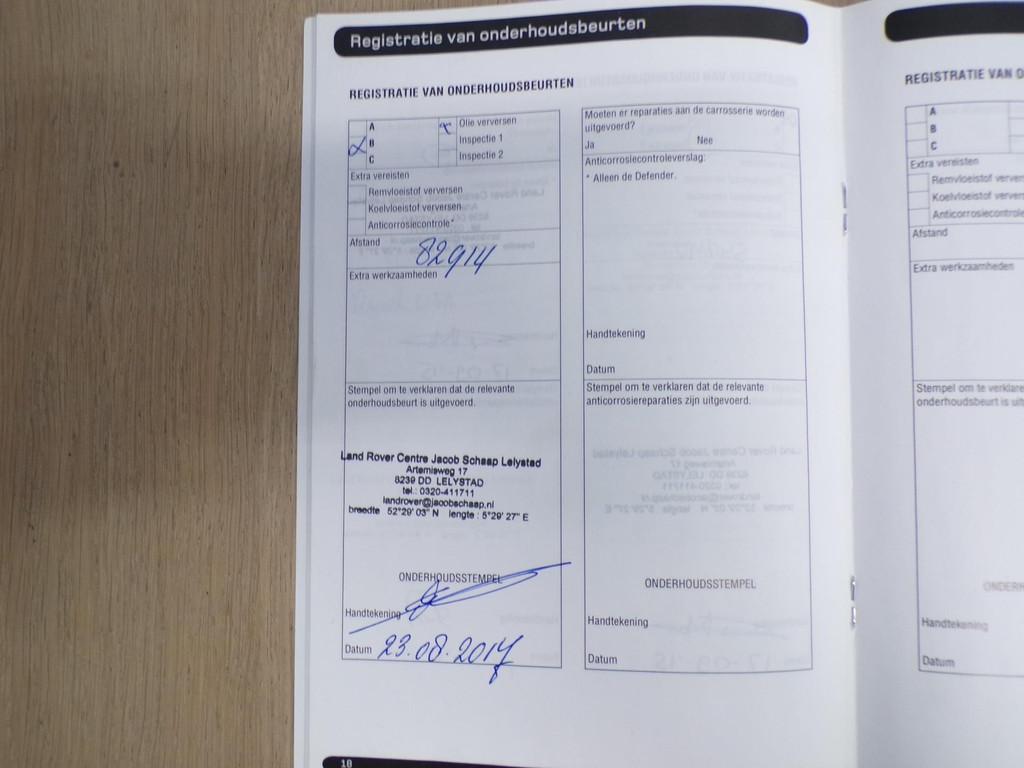 Registratie van onderhoudsbeurten
REGISTRATIE VAN ONDERHOUDSBEURTEN
A
B
C
Olie verversen
Inspectie 1
Inspectie 2
Extra vereisten
Remvloeistof verversen
Koelvloeistof verversen
Anticorrosiecontrole*
Afstand
82914
Extra werkzaamheden
Stempel om te verklaren dat de relevante
onderhoudsbeurt is uitgevoerd.
Land Rover Centre Jacob Schaap Lelystad
Artemisweg 17
8239 DD LELYSTAD
tel.: 0320-411711
landrover@jacobschaap.nl
breedte 52°29' 03" N lengte : 5°29' 27" E
ONDERHOUDSSTEMPEL
Handtekening
Datum 23.08.2017
Moeten er reparaties aan de carrosserie worden
uitgevoerd?
Ja Nee
Anticorrosiecontroleverslag:
* Alleen de Defender.
Handtekening
Datum
Stempel om te verklaren dat de relevante
anticorrosiereparaties zijn uitgevoerd.
ONDERHOUDSSTEMPEL
Handtekening
Datum
18
REGISTRATIE VAN
A
B
C
Extra vereisten
Remvloeistof
Koelvloeistof
Anticorrosiecontrole
Afstand
Extra werkzaamheden
Stempel om te
onderhoudsbeurt is
Handtekening
Datum